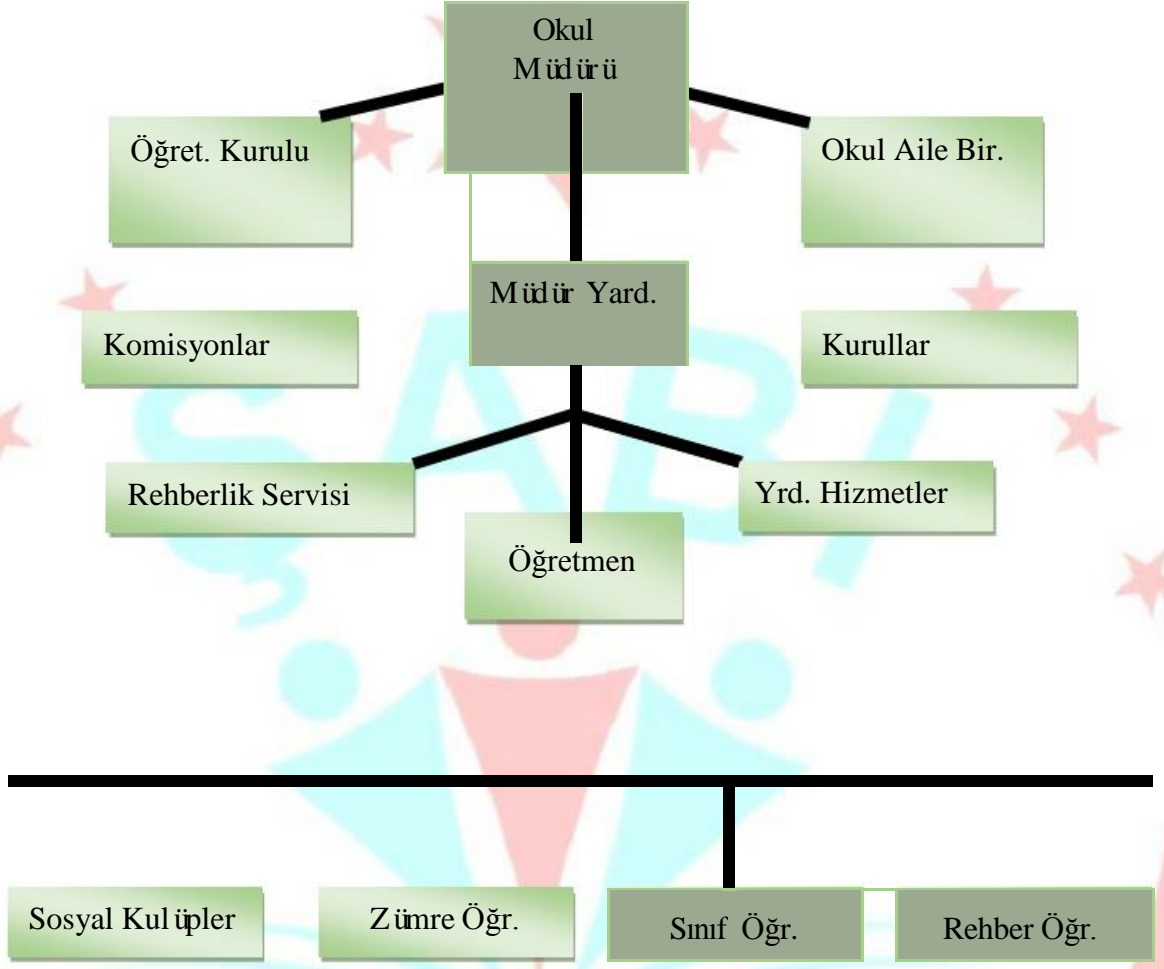 Okul
Müdürü
Öğret. Kurulu
Okul Aile Bir.
Müdür Yard.
Komisyonlar
Kurullar
Rehberlik Servisi
Yrd. Hizmetler
Öğretmen
ŞABI
Sosyal Kulüpler
Zümre Öğr.
Sınıf Öğr.
Rehber Öğr.